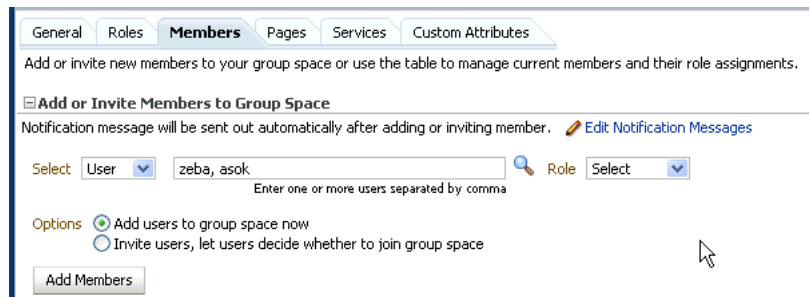 General Roles Members Pages Services Custom Attributes
Add or invite new members to your group space or use the table to manage current members and their role assignments.
Add or Invite Members to Group Space
Notification message will be sent out automatically after adding or inviting member. Edit Notification Messages
Select User zeba, asok Role Select
Enter one or more users separated by comma
Options Add users to group space now
Invite users, let users decide whether to join group space
Add Members